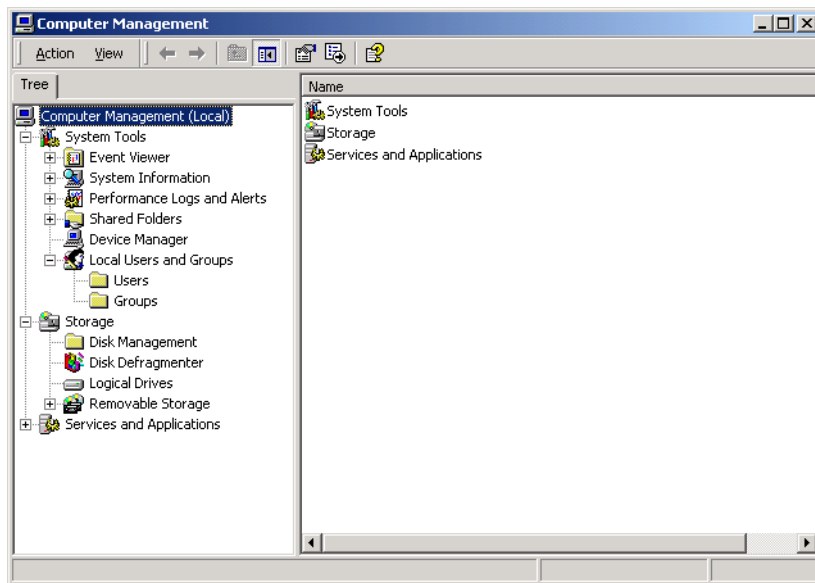 Computer Management
Action View
Tree
Name
Computer Management (Local)
System Tools
Event Viewer
System Information
Performance Logs and Alerts
Shared Folders
Device Manager
Local Users and Groups
Users
Groups
Storage
Disk Management
Disk Defragmenter
Logical Drives
Removable Storage
Services and Applications
System Tools
Storage
Services and Applications